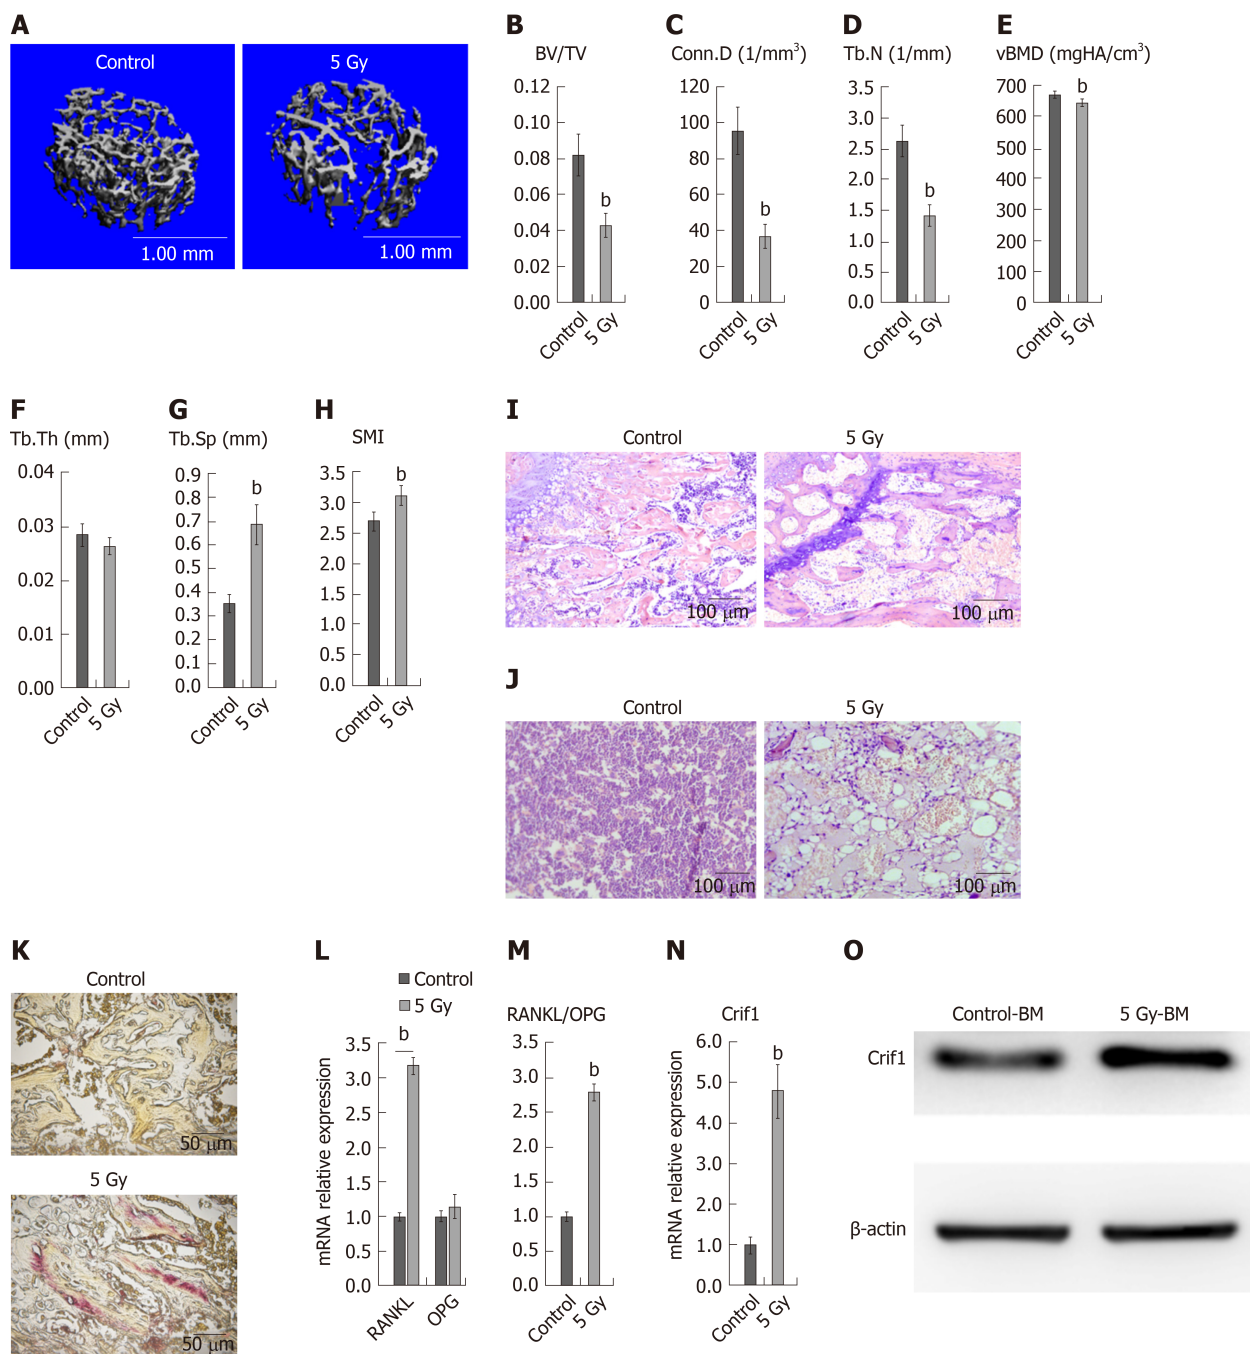 A
Control
5 Gy
1.00 mm
1.00 mm
B
BV/TV
0.12
0.10
0.08
0.06
0.04
0.02
0.00
b
Control
5 Gy
C
Conn.D (1/mm³)
120
100
80
60
40
20
0
b
Control
5 Gy
D
Tb.N (1/mm)
3.5
3.0
2.5
2.0
1.5
1.0
2.5
0.0
b
Control
5 Gy
E
vBMD (mgHA/cm³)
700
600
500
400
300
200
100
0
b
Control
5 Gy
F
Tb.Th (mm)
0.04
0.03
0.02
0.01
0.00
Control
5 Gy
G
Tb.Sp (mm)
0.9
0.8
0.7
0.6
0.5
0.4
0.3
0.2
0.1
0.0
b
Control
5 Gy
H
SMI
3.5
3.0
2.5
2.0
1.5
1.0
0.5
0.0
b
Control
5 Gy
I
Control
5 Gy
100 μm
100 μm
J
Control
5 Gy
100 μm
100 μm
K
Control
50 μm
5 Gy
50 μm
L
Control
5 Gy
mRNA relative expression
3.5
3.0
2.5
2.0
1.5
1.0
0.5
0.0
b
RANKL
OPG
M
RANKL/OPG
3.5
3.0
2.5
2.0
1.5
1.0
0.5
0.0
b
Control
5 Gy
N
Crif1
mRNA relative expression
6.0
5.0
4.0
3.0
2.0
1.0
0.0
b
Control
5 Gy
O
Control-BM
5 Gy-BM
Crif1
β-actin